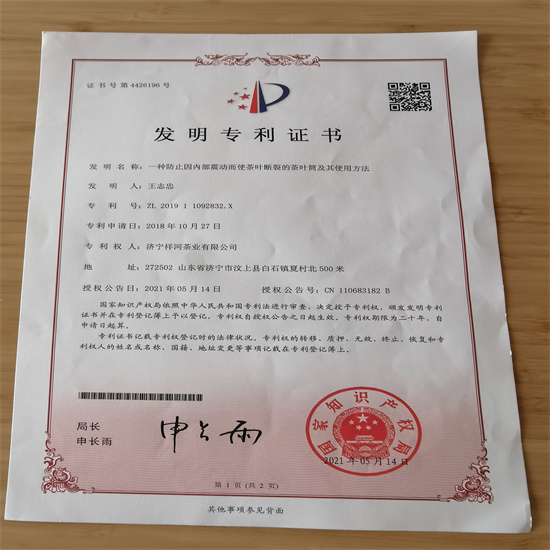 证书号第4426196号
发明专利证书
发明名称:一种防止因内部震动而使茶叶断裂的茶叶筒及其使用方法
发明人:王志忠
专利号:ZL 2019 1 1092832.X
专利申请日:2018年10月27日
专利权人:济宁祥河茶业有限公司
地址:272502 山东省济宁市汶上县白石镇夏村北500米
授权公告日:2021年05月14日 授权公告号:CN 110683182 B
国家知识产权局依照中华人民共和国专利法进行审查,决定授予专利权,颁发发明专利
证书并在专利登记簿上予以登记。专利权自授权公告之日起生效。专利权期限为二十年,自
申请日起算。
专利证书记载专利权登记时的法律状况。专利权的转移、质押、无效、终止、恢复和专
利权人的姓名或名称、国籍、地址变更等事项记载在专利登记簿上。
局长
申长雨
申长雨
国家知识产权局
2021年05月14日
第1页(共2页)
其他事项参见背面